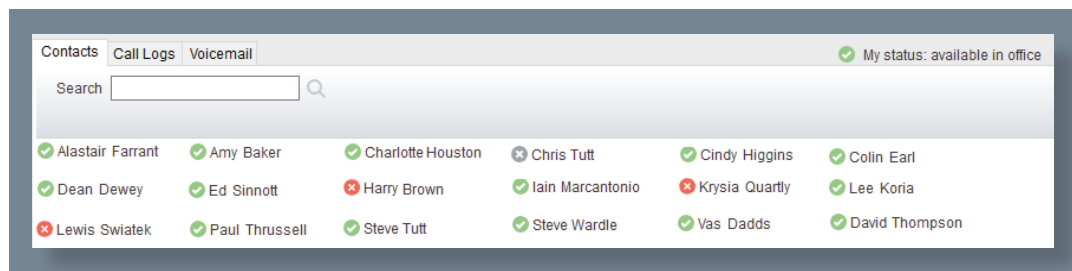 Contacts Call Logs Voicemail My status: available in office
Search
Alastair Farrant Amy Baker Charlotte Houston Chris Tutt Cindy Higgins Colin Earl
Dean Dewey Ed Sinnott Harry Brown Iain Marcantonio Krysia Quartly Lee Koria
Lewis Swiatek Paul Thrussell Steve Tutt Steve Wardle Vas Dadds David Thompson